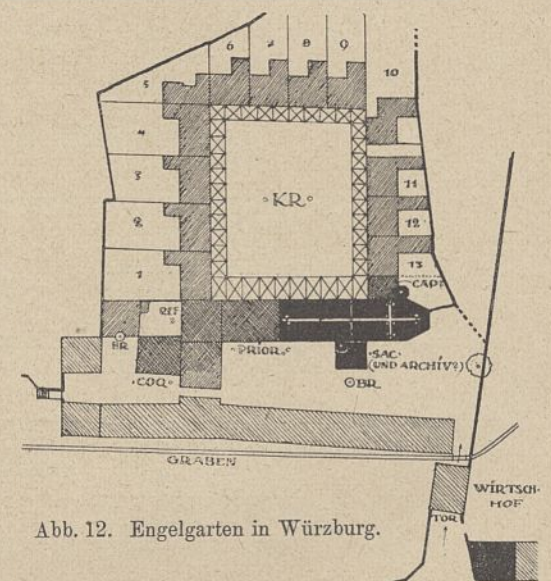 6 7 8 9
5 10
4
3
2
1
·KR·
11
12
13
CAP?
REF?
BR
·COQ·
·PRIOR·
·SAC·
(UND ARCHIV?)
BR
GRABEN
WIRTSCH-
HOF
TOR
Abb. 12. Engelgarten in Würzburg.